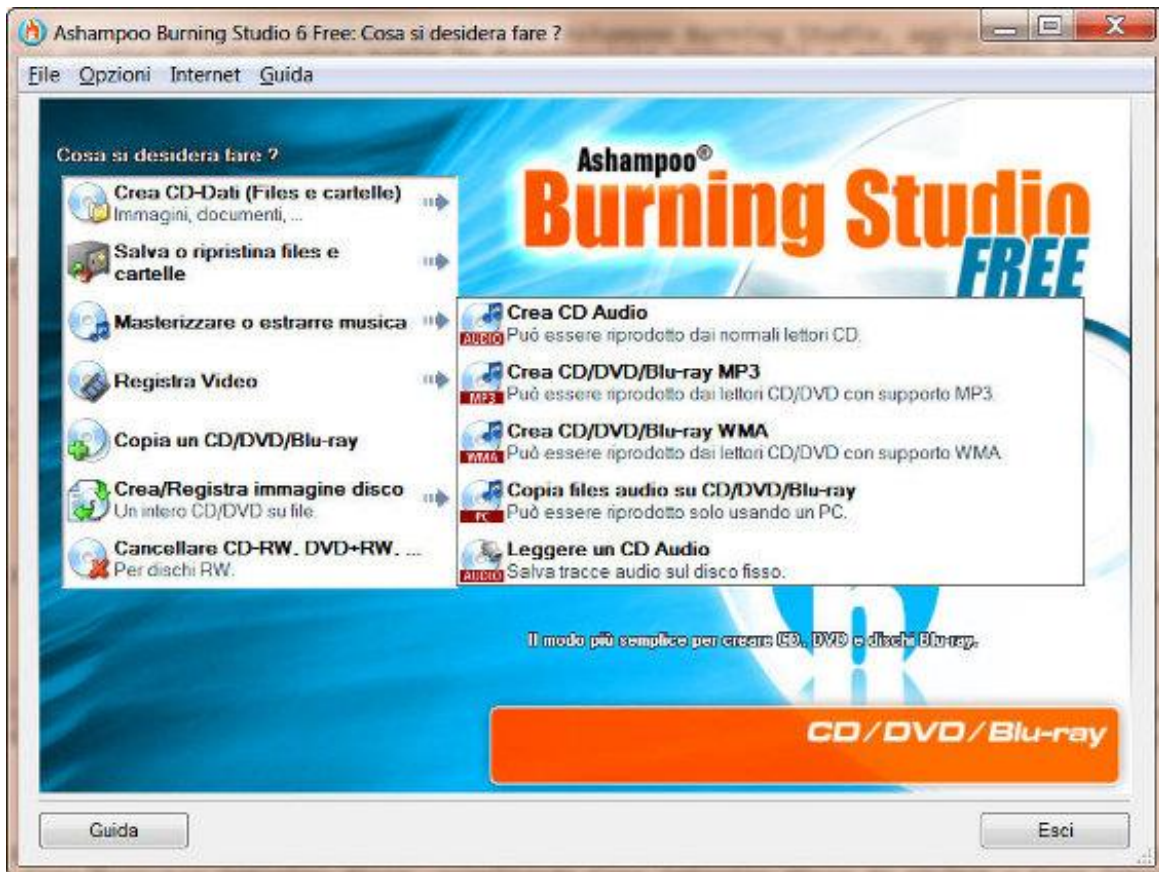 Ashampoo Burning Studio 6 Free: Cosa si desidera fare ?
File Opzioni Internet Guida
Cosa si desidera fare ?
Crea CD-Dati (Files e cartelle)
Immagini, documenti, ...
Salva o ripristina files e
cartelle
Masterizzare o estrarre musica
Registra Video
Copia un CD/DVD/Blu-ray
Crea/Registra immagine disco
Un intero CD/DVD su file.
Cancellare CD-RW, DVD+RW, ...
Per dischi RW.
Ashampoo®
Burning Studio
FREE
AUDIO
Crea CD Audio
Può essere riprodotto dai normali lettori CD.
MP3
Crea CD/DVD/Blu-ray MP3
Può essere riprodotto dai lettori CD/DVD con supporto MP3.
WMA
Crea CD/DVD/Blu-ray WMA
Può essere riprodotto dai lettori CD/DVD con supporto WMA.
PC
Copia files audio su CD/DVD/Blu-ray
Può essere riprodotto solo usando un PC.
AUDIO
Leggere un CD Audio
Salva tracce audio sul disco fisso.
Il modo più semplice per creare CD, DVD e dischi Blu-ray.
CD/DVD/Blu-ray
Guida
Esci